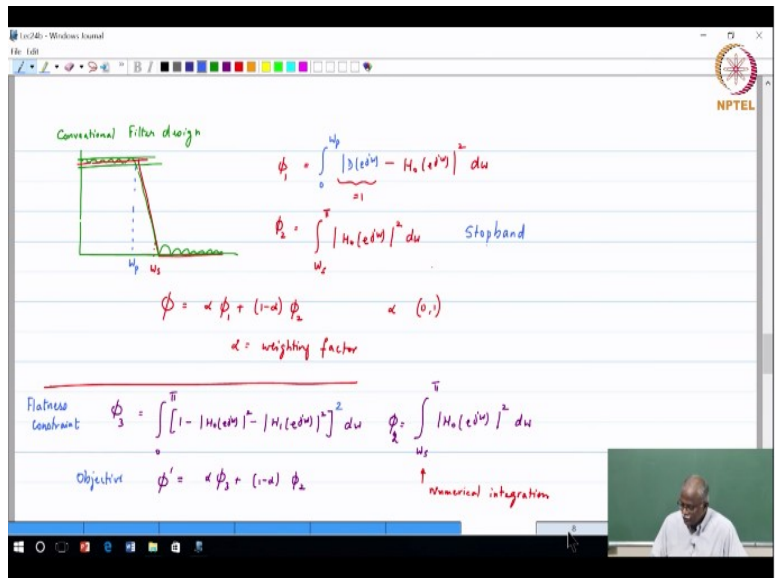 Lec24b - Windows Journal
File Edit
B I
NPTEL
Conventional Filter design
ϕ₁ = ∫₀^ωp |D(e^jω) - H₀(e^jω)|² dω
=1
ϕ₂ = ∫_ωs^π |H₀(e^jω)|² dω Stopband
ωp ωs
ϕ = α ϕ₁ + (1-α) ϕ₂ α (0,1)
α = weighting factor
Flatness constraint ϕ₃ = ∫₀^π [1 - |H₀(e^jω)|² - |H₁(e^jω)|²]² dω ϕ₂ = ∫_ωs^π |H₀(e^jω)|² dω
Objective ϕ' = α ϕ₃ + (1-α) ϕ₂
↑
Numerical integration
8